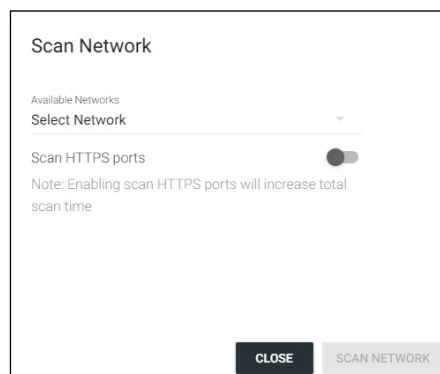 Scan Network
Available Networks
Select Network
Scan HTTPS ports
Note: Enabling scan HTTPS ports will increase total
scan time
CLOSE SCAN NETWORK